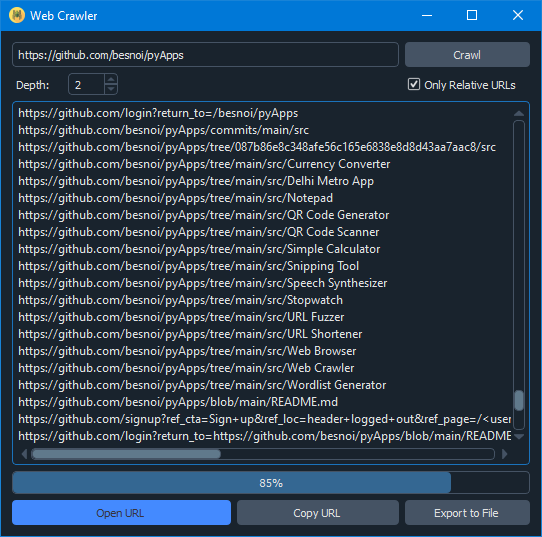 Web Crawler
https://github.com/besnoi/pyApps
Crawl
Depth:
2
Only Relative URLs
https://github.com/login?return_to=/besnoi/pyApps
https://github.com/besnoi/pyApps/commits/main/src
https://github.com/besnoi/pyApps/tree/087b86e8c348afe56c165e6838e8d8d43aa7aac8/src
https://github.com/besnoi/pyApps/tree/main/src/Currency Converter
https://github.com/besnoi/pyApps/tree/main/src/Delhi Metro App
https://github.com/besnoi/pyApps/tree/main/src/Notepad
https://github.com/besnoi/pyApps/tree/main/src/QR Code Generator
https://github.com/besnoi/pyApps/tree/main/src/QR Code Scanner
https://github.com/besnoi/pyApps/tree/main/src/Simple Calculator
https://github.com/besnoi/pyApps/tree/main/src/Snipping Tool
https://github.com/besnoi/pyApps/tree/main/src/Speech Synthesizer
https://github.com/besnoi/pyApps/tree/main/src/Stopwatch
https://github.com/besnoi/pyApps/tree/main/src/URL Fuzzer
https://github.com/besnoi/pyApps/tree/main/src/URL Shortener
https://github.com/besnoi/pyApps/tree/main/src/Web Browser
https://github.com/besnoi/pyApps/tree/main/src/Web Crawler
https://github.com/besnoi/pyApps/tree/main/src/Wordlist Generator
https://github.com/besnoi/pyApps/blob/main/README.md
https://github.com/signup?ref_cta=Sign+up&ref_loc=header+logged+out&ref_page=/<user
https://github.com/login?return_to=https://github.com/besnoi/pyApps/blob/main/README
85%
Open URL
Copy URL
Export to File